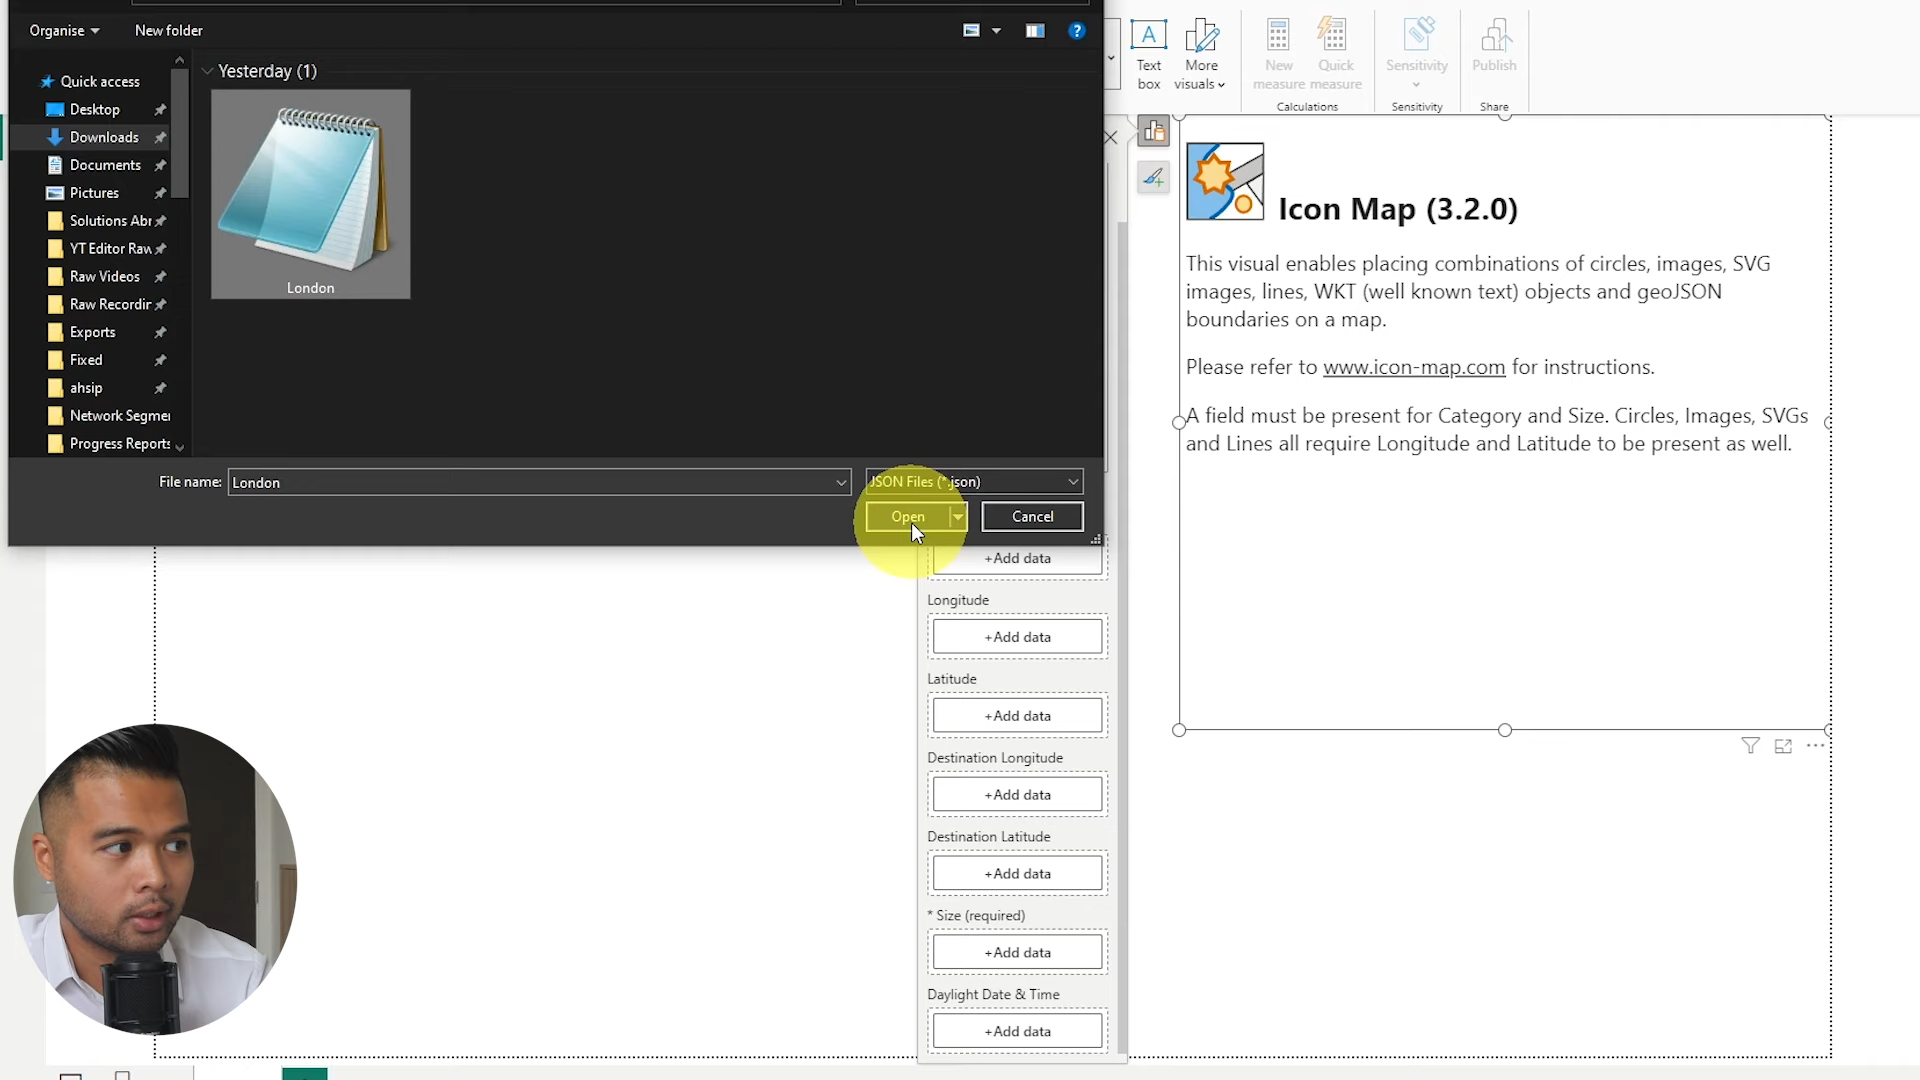 Organise
New folder
Quick access
Desktop
Downloads
Documents
Pictures
Solutions Abr
YT Editor Raw
Raw Videos
Raw Recordir
Exports
Fixed
ahsip
Network Segmer
Progress Reports
Yesterday (1)
London
File name:
London
JSON Files (*.json)
Open
Cancel
A
Text
box
More
visuals
New
measure
Quick
measure
Calculations
Sensitivity
Sensitivity
Publish
Share
Icon Map (3.2.0)
This visual enables placing combinations of circles, images, SVG
images, lines, WKT (well known text) objects and geoJSON
boundaries on a map.
Please refer to www.icon-map.com for instructions.
A field must be present for Category and Size. Circles, Images, SVGs
and Lines all require Longitude and Latitude to be present as well.
+Add data
Longitude
+Add data
Latitude
+Add data
Destination Longitude
+Add data
Destination Latitude
+Add data
* Size (required)
+Add data
Daylight Date & Time
+Add data